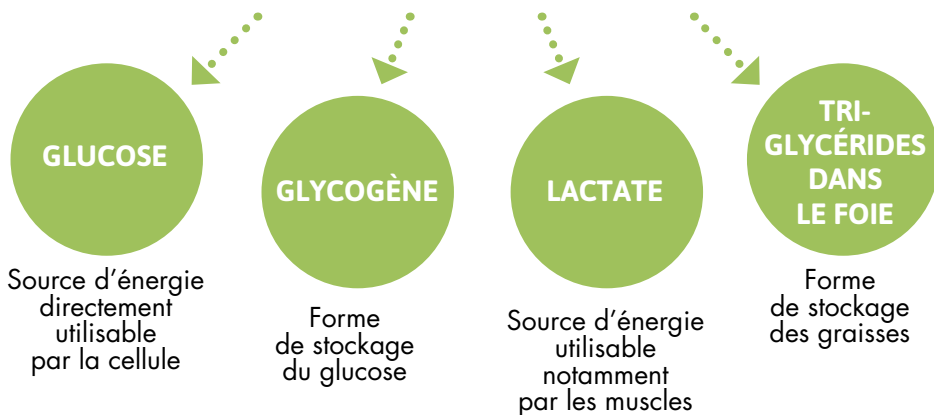 GLUCOSE
Source d'énergie
directement
utilisable
par la cellule
GLYCOGÈNE
Forme
de stockage
du glucose
LACTATE
Source d'énergie
utilisable
notamment
par les muscles
TRI-
GLYCÉRIDES
DANS
LE FOIE
Forme
de stockage
des graisses